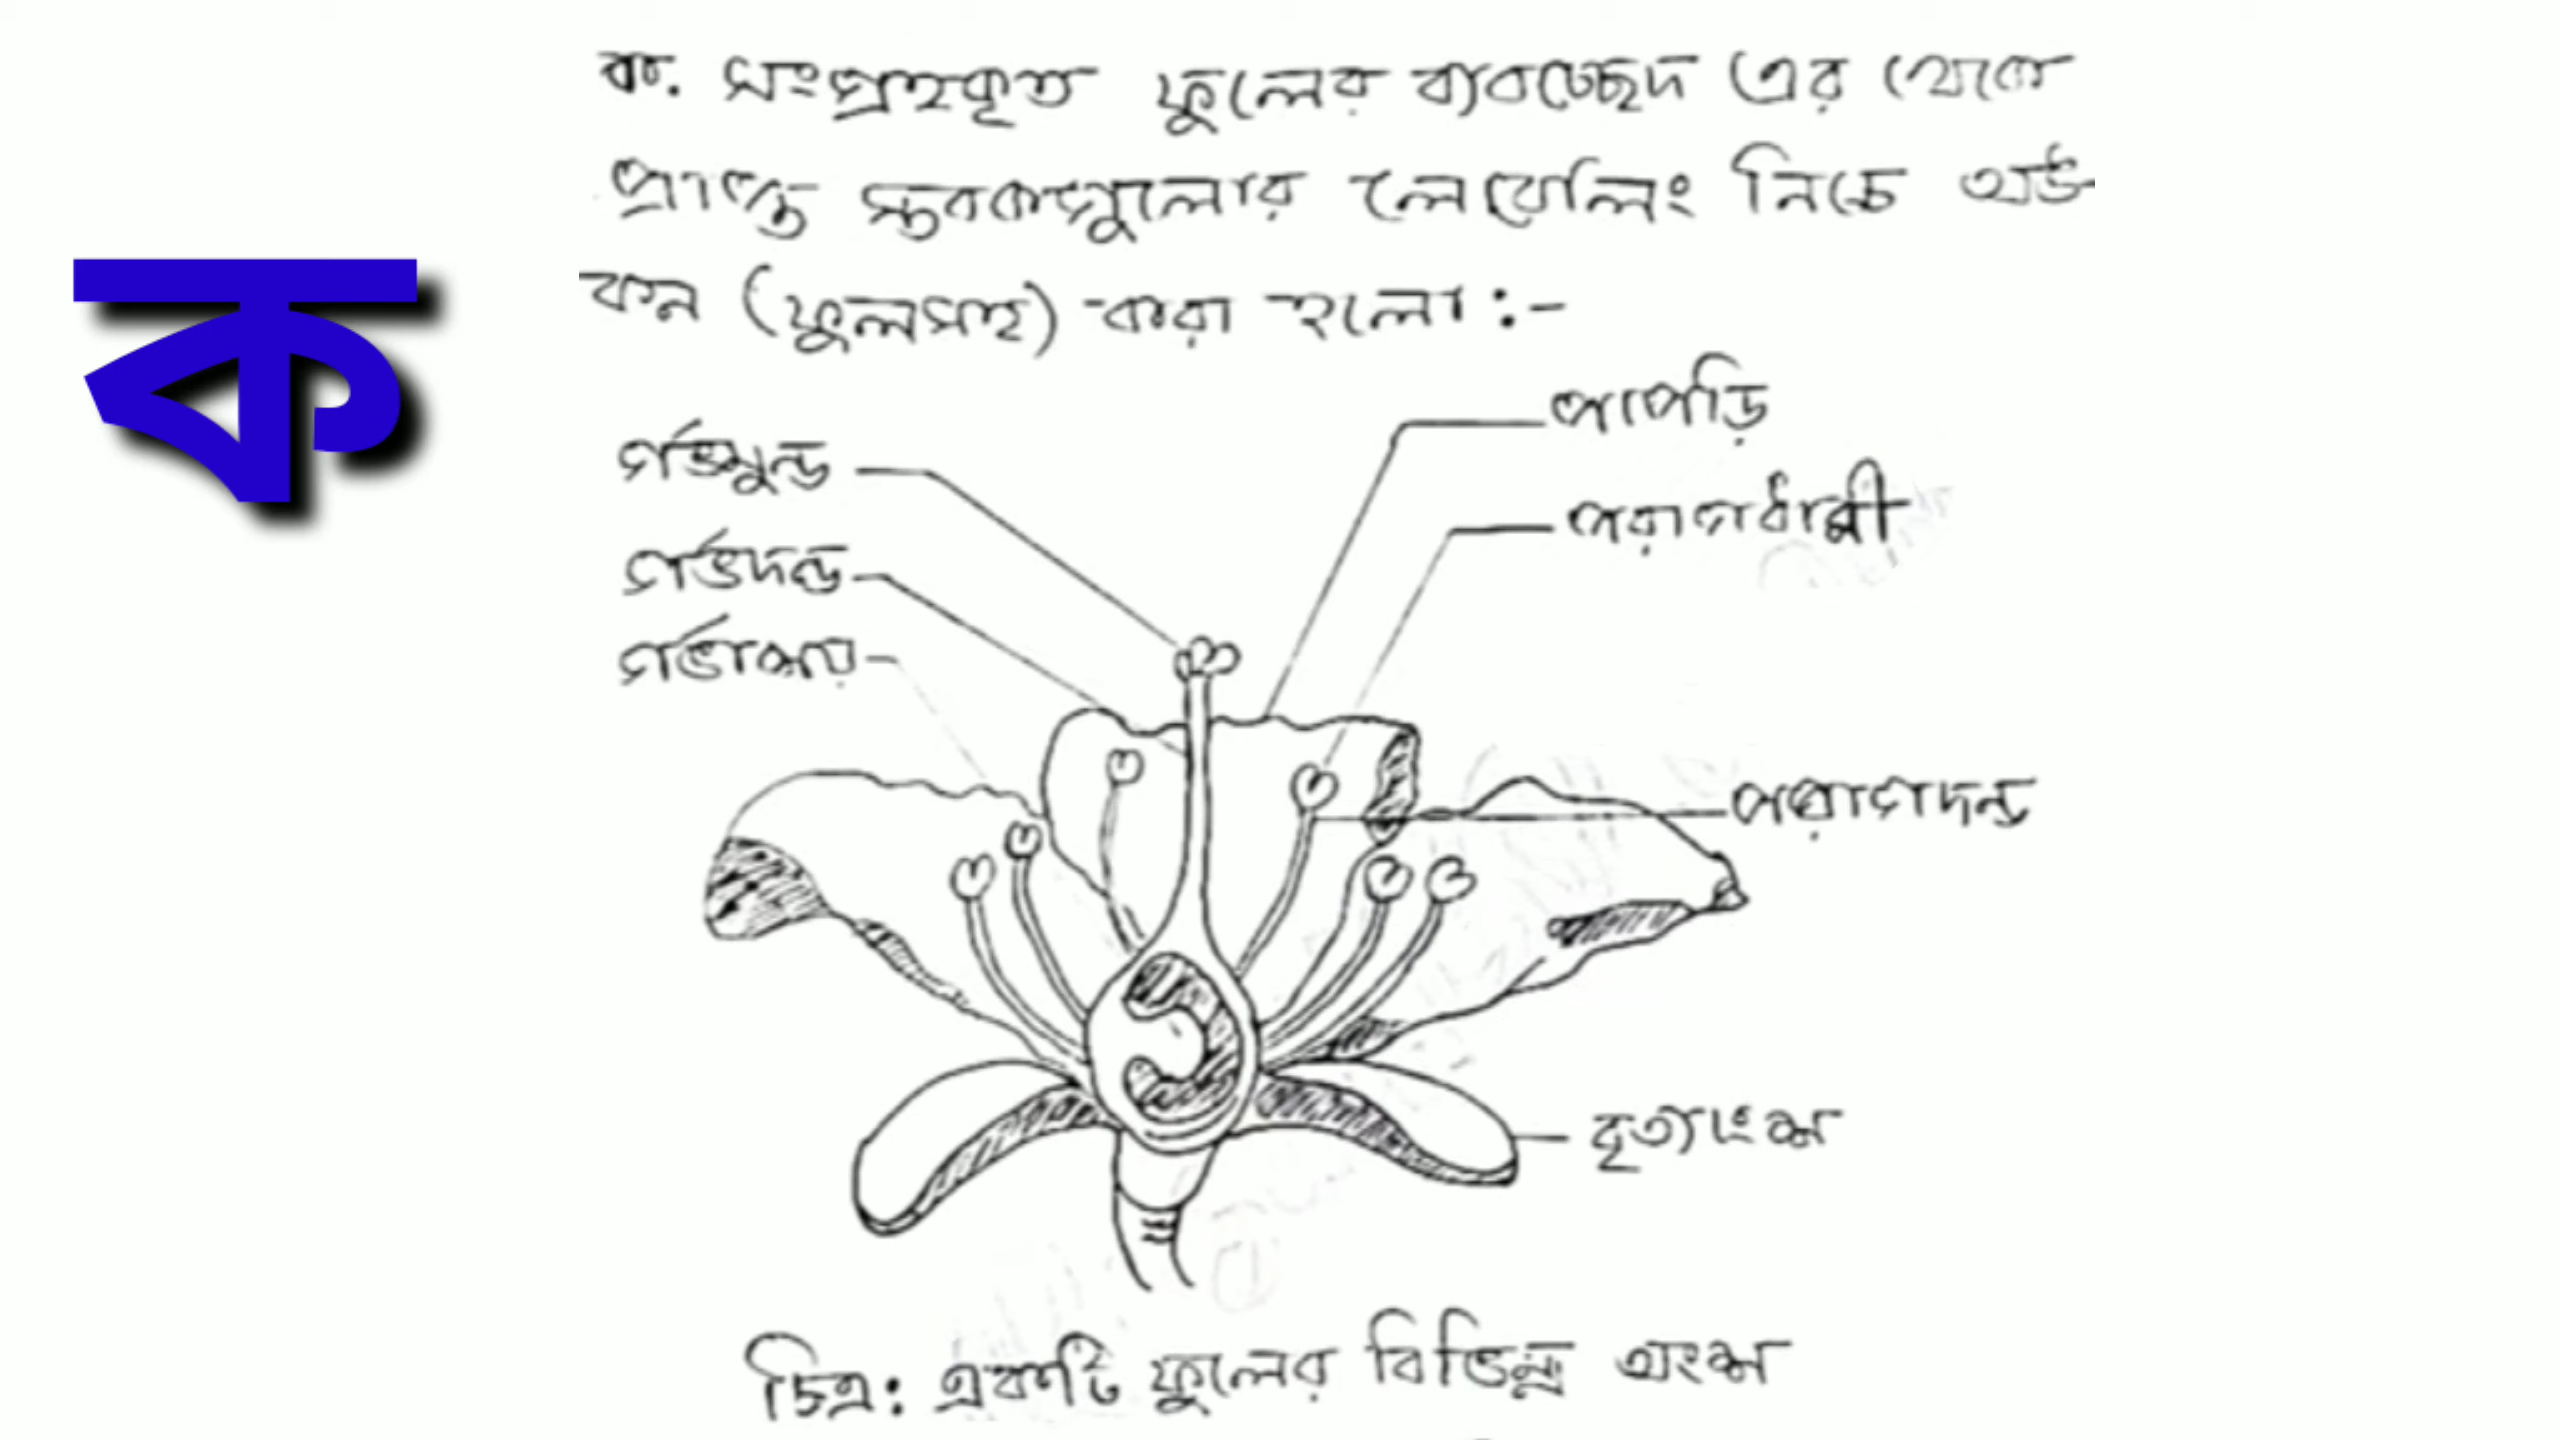 ক
ক. সংগ্রহকৃত ফুলের ব্যবচ্ছেদ এর থেকে
প্রাপ্ত স্তবকগুলোর লেবেলিং নিচে অঙ
কন (ফুলসহ) করা হলো:-
পাপড়ি
গর্ভমুন্ড
পরাগধানী
গর্ভদন্ড
গর্ভাশয়
পরাগদন্ড
বৃত্যাংশ
চিত্র: একটি ফুলের বিভিন্ন অংশ